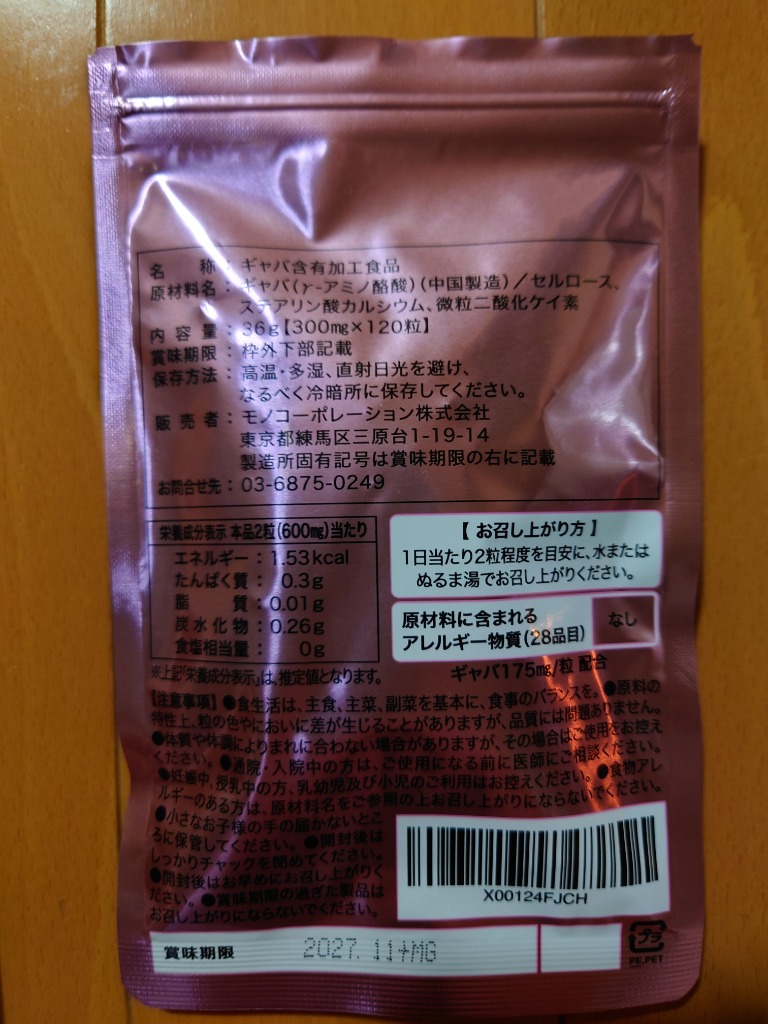 名称：ギャバ含有加工食品
原材料名：ギャバ(γ-アミノ酪酸)(中国製造)／セルロース、
ステアリン酸カルシウム、微粒二酸化ケイ素
内容量：36g【300mg×120粒】
賞味期限：枠外下部記載
保存方法：高温・多湿、直射日光を避け、
なるべく冷暗所に保存してください。
販売者：モノコーポレーション株式会社
東京都練馬区三原台1-19-14
製造所固有記号は賞味期限の右に記載
お問合せ先：03-6875-0249
栄養成分表示 本品2粒(600mg)当たり
エネルギー：1.53kcal
たんぱく質：0.3g
脂質：0.01g
炭水化物：0.26g
食塩相当量：0g
※上記「栄養成分表示」は、推定値となります。
【お召し上がり方】
1日当たり2粒程度を目安に、水または
ぬるま湯でお召し上がりください。
原材料に含まれる
アレルギー物質(28品目)
なし
ギャバ175mg/粒 配合
【注意事項】●食生活は、主食、主菜、副菜を基本に、食事のバランスを。●原料の
特性上、粒の色やにおいに差が生じることがありますが、品質には問題ありません。
●体質や体調によりまれに合わない場合がありますが、その場合はご使用をお控え
ください。●通院・入院中の方は、ご使用になる前に医師にご相談ください。
●妊娠中、授乳中の方、乳幼児及び小児のご利用はお控えください。●食物アレ
ルギーのある方は、原材料名をご参照の上お召し上がりにならないでください。
●小さなお子様の手の届かないとこ
ろに保管してください。●開封後は
しっかりチャックを閉めてください。
●開封後はお早めにお召し上がりく
ださい。●賞味期限の過ぎた製品は
お召し上がりにならないでください。
X00124FJCH
賞味期限
2027.11+MG
プラ
PE,PET